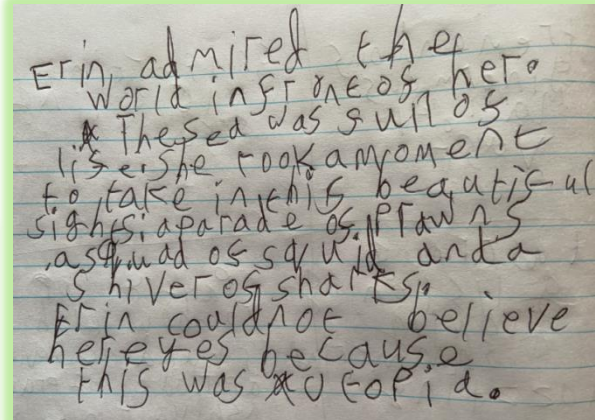 Erin, admired the
world infront of her.
The sea was full of
life. she took a moment
to take in, this beautiful
sights: a parade of prawns
, a squad of squid and a
shiver of sharks.
Erin could not believe
her eyes because
this was utopia.